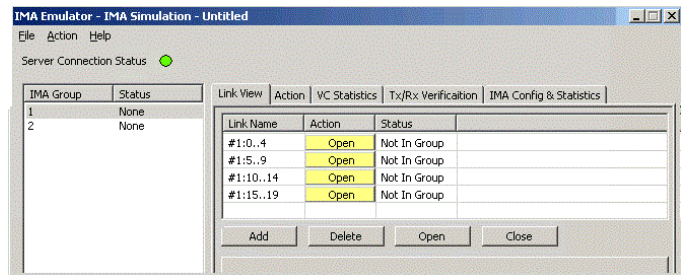 IMA Emulator - IMA Simulation - Untitled
File Action Help
Server Connection Status
IMA Group Status
1 None
2 None
Link View Action VC Statistics Tx/Rx Verificaition IMA Config & Statistics
Link Name Action Status
#1:0..4 Open Not In Group
#1:5..9 Open Not In Group
#1:10..14 Open Not In Group
#1:15..19 Open Not In Group
Add Delete Open Close